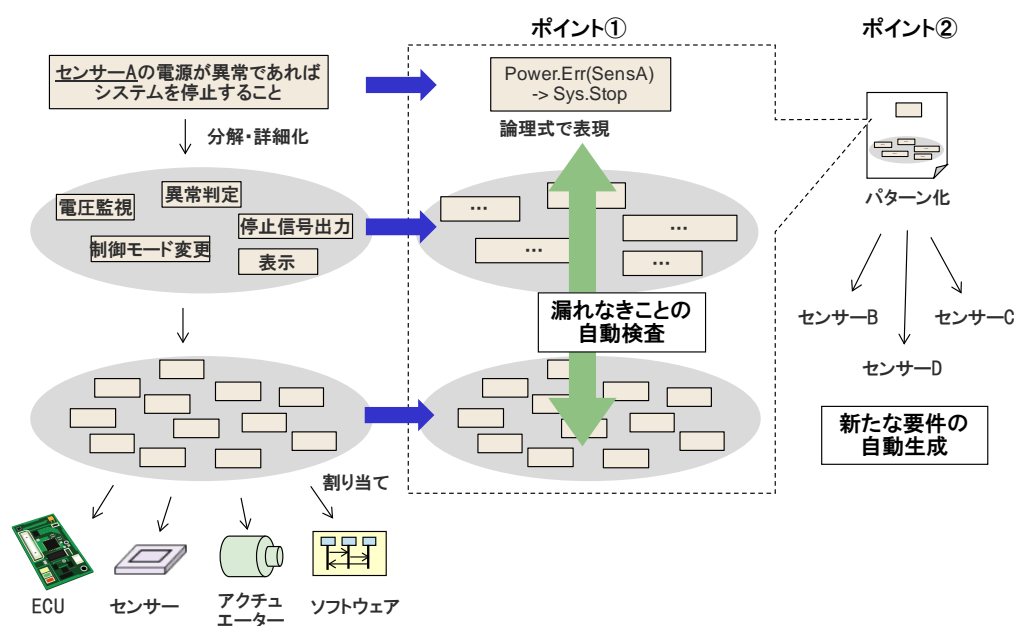 ポイント①
ポイント②
センサーAの電源が異常であれば
システムを停止すること
Power.Err(SensA)
-> Sys.Stop
論理式で表現
分解・詳細化
パターン化
電圧監視
異常判定
停止信号出力
制御モード変更
表示
…
…
…
…
漏れなきことの
自動検査
センサーB
センサーC
センサーD
新たな要件の
自動生成
割り当て
ECU
センサー
アクチュ
エーター
ソフトウェア